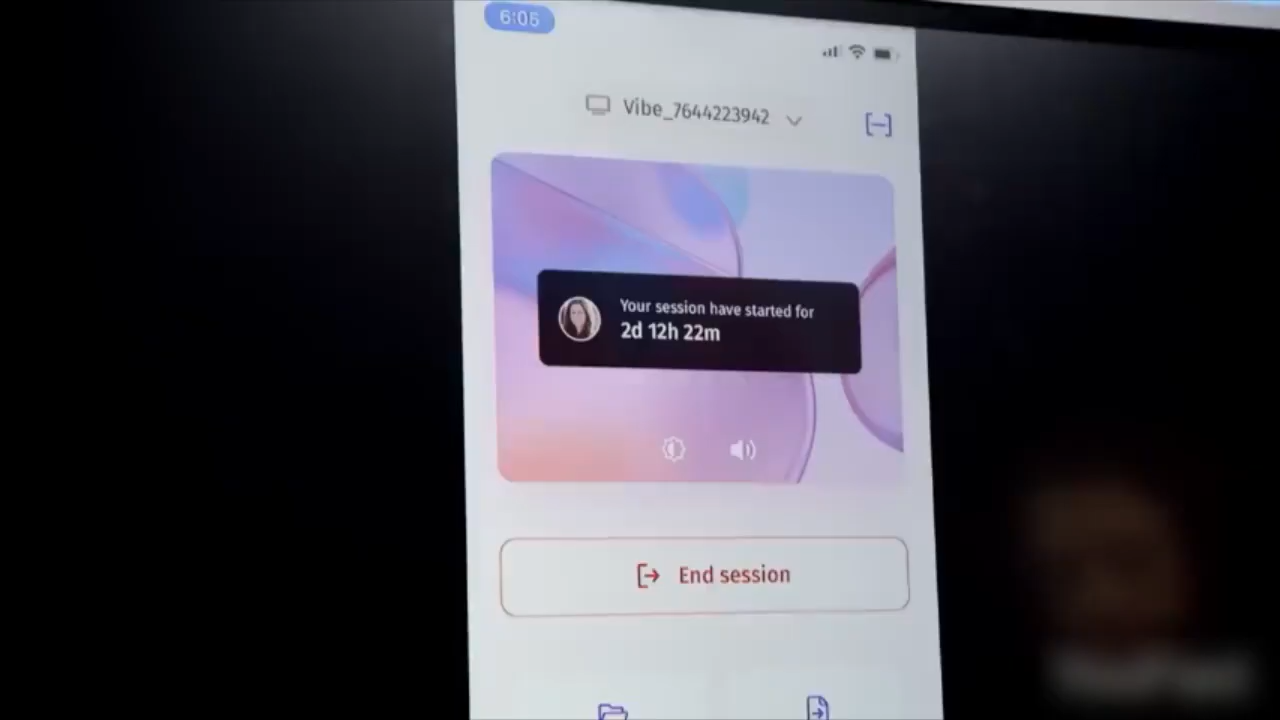 6:05
Vibe_7644223942
Your session have started for
2d 12h 22m
End session